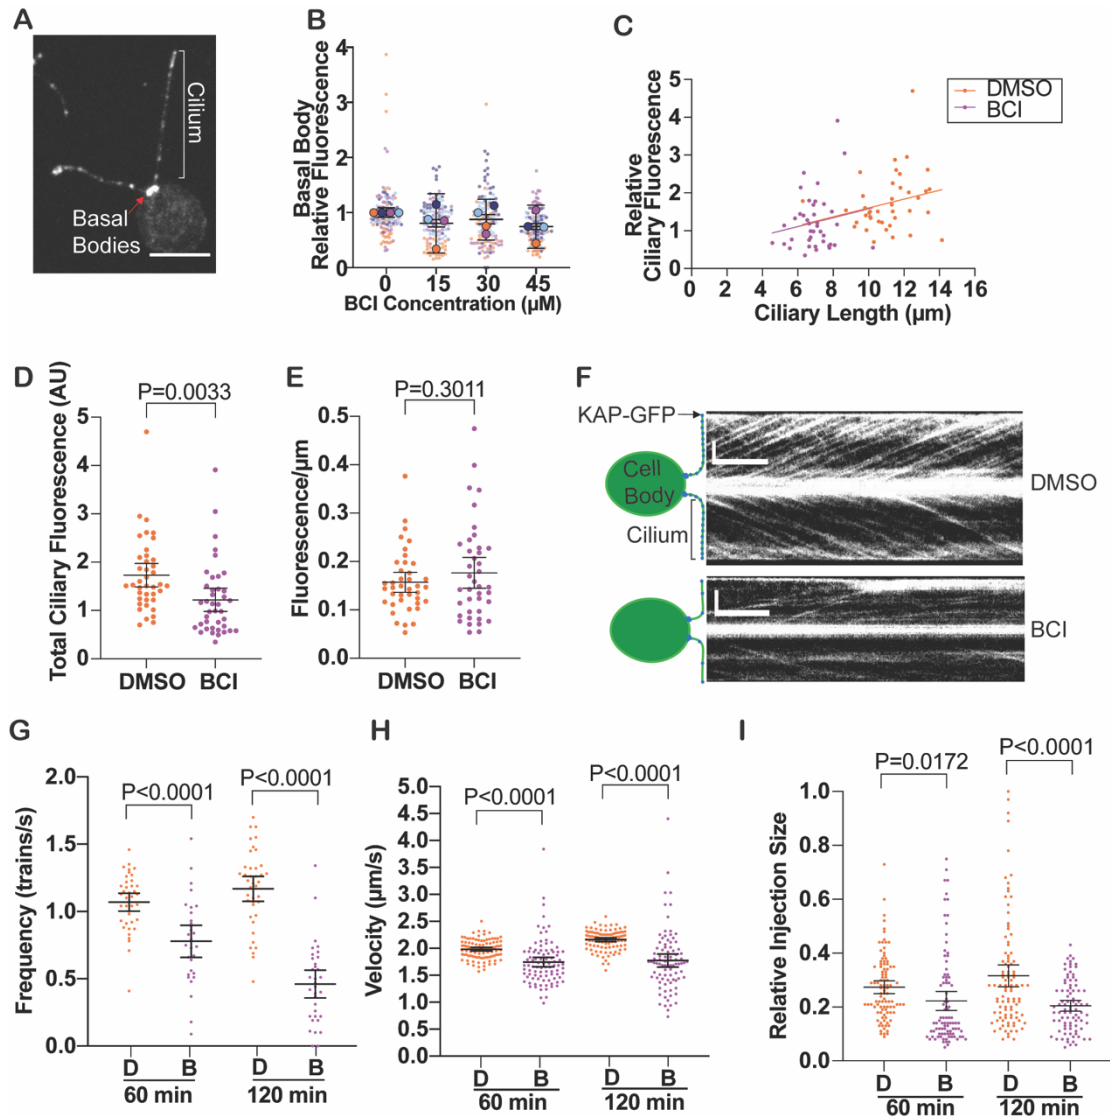 A
Cilium
Basal
Bodies
B
Basal Body
Relative Fluorescence
4
3
2
1
0
0
15
30
45
BCI Concentration (µM)
C
Relative
Ciliary Fluorescence
5
4
3
2
1
0
0
2
4
6
8
10
12
14
16
Ciliary Length (µm)
DMSO
BCI
D
Total Ciliary Fluorescence (AU)
P=0.0033
5
4
3
2
1
0
DMSO
BCI
E
Fluorescence/µm
P=0.3011
0.5
0.4
0.3
0.2
0.1
0.0
DMSO
BCI
F
KAP-GFP
Cell
Body
Cilium
DMSO
BCI
G
Frequency (trains/s)
P<0.0001
P<0.0001
2.0
1.5
1.0
0.5
0.0
D
B
D
B
60 min
120 min
H
Velocity (µm/s)
P<0.0001
P<0.0001
5.0
4.5
4.0
3.5
3.0
2.5
2.0
1.5
1.0
0.5
0.0
D
B
D
B
60 min
120 min
I
Relative Injection Size
P=0.0172
P<0.0001
1.0
0.8
0.6
0.4
0.2
0.0
D
B
D
B
60 min
120 min